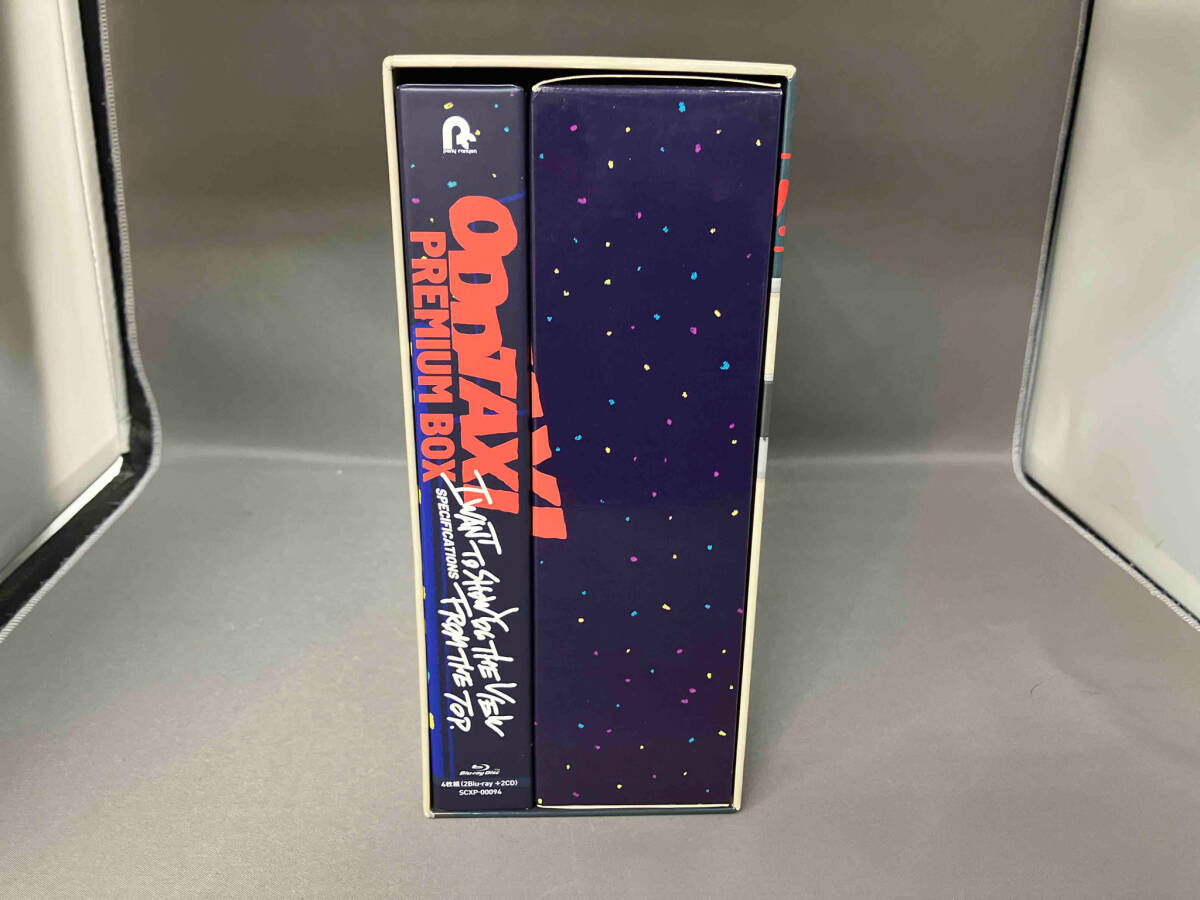 ODDTAXI
PREMIUM BOX
I WANT TO SHOW YOU THE VIEW
SPECIFICATIONS
FROM THE TOP.
Blu-ray Disc
4枚組(2Blu-ray+2CD)
SCXP-00094